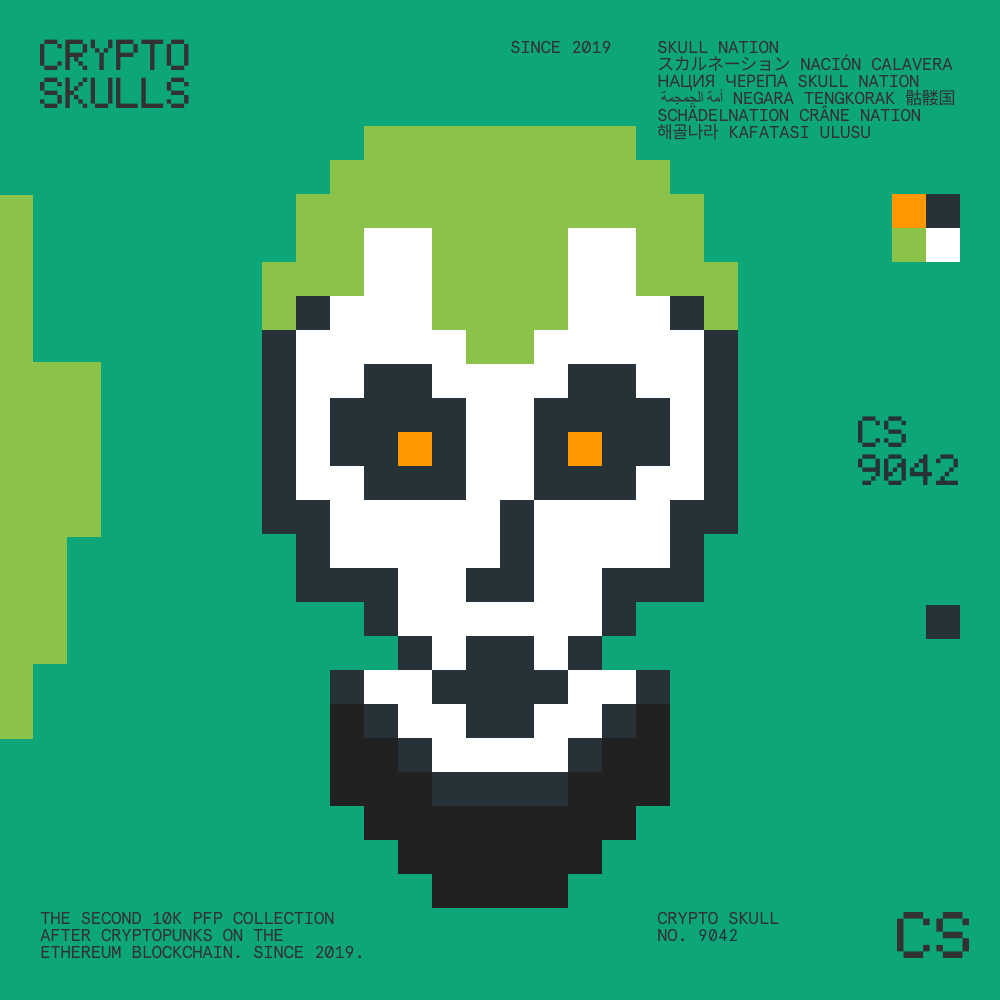 CRYPTO
SKULLS
SINCE 2019
SKULL NATION
スカルネーション NACIÓN CALAVERA
НАЦИЯ ЧЕРЕПА SKULL NATION
أمة الجمجمة NEGARA TENGKORAK 骷髅国
SCHÄDELNATION CRÂNE NATION
해골나라 KAFATASI ULUSU
CS
9042
THE SECOND 10K PFP COLLECTION
AFTER CRYPTOPUNKS ON THE
ETHEREUM BLOCKCHAIN. SINCE 2019.
CRYPTO SKULL
NO. 9042
CS